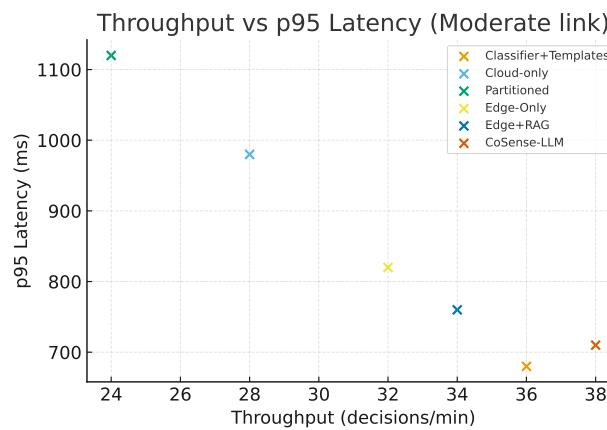 Throughput vs p95 Latency (Moderate link)
Classifier+Templates
Cloud-only
Partitioned
Edge-Only
Edge+RAG
CoSense-LLM
p95 Latency (ms)
1100
1000
900
800
700
24 26 28 30 32 34 36 38
Throughput (decisions/min)